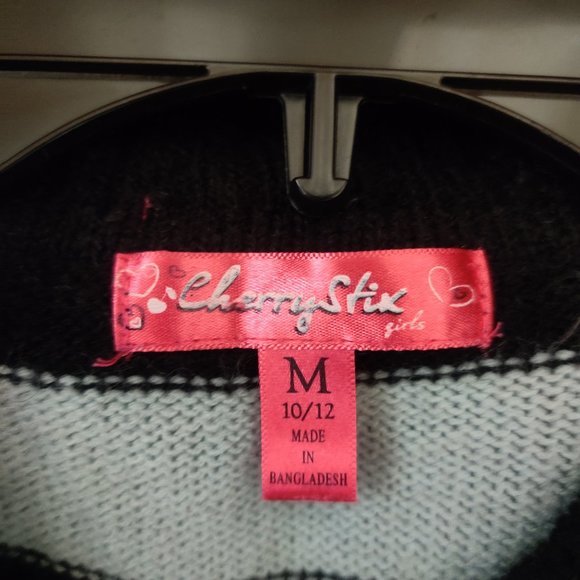 CherryStix
girls
M
10/12
MADE
IN
BANGLADESH